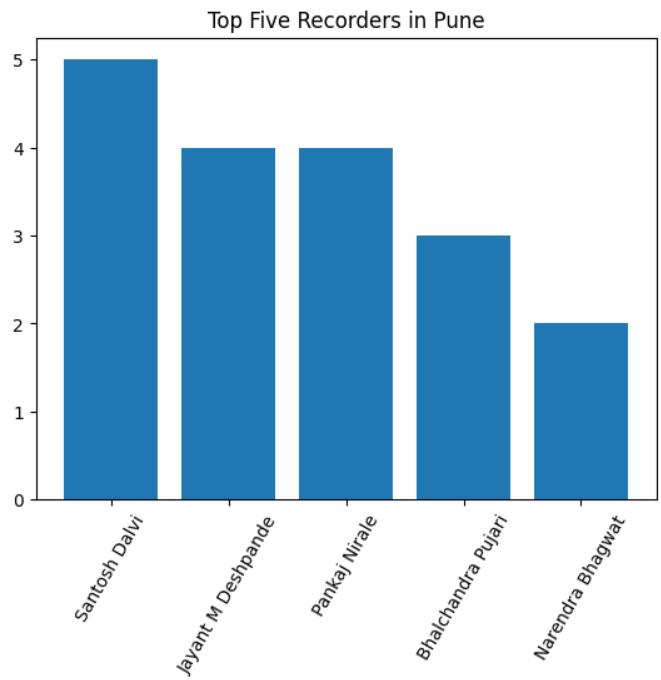 Top Five Recorders in Pune
5
4
3
2
1
0
Santosh Dalvi
Jayant M Deshpande
Pankaj Nirale
Bhalchandra Pujari
Narendra Bhagwat